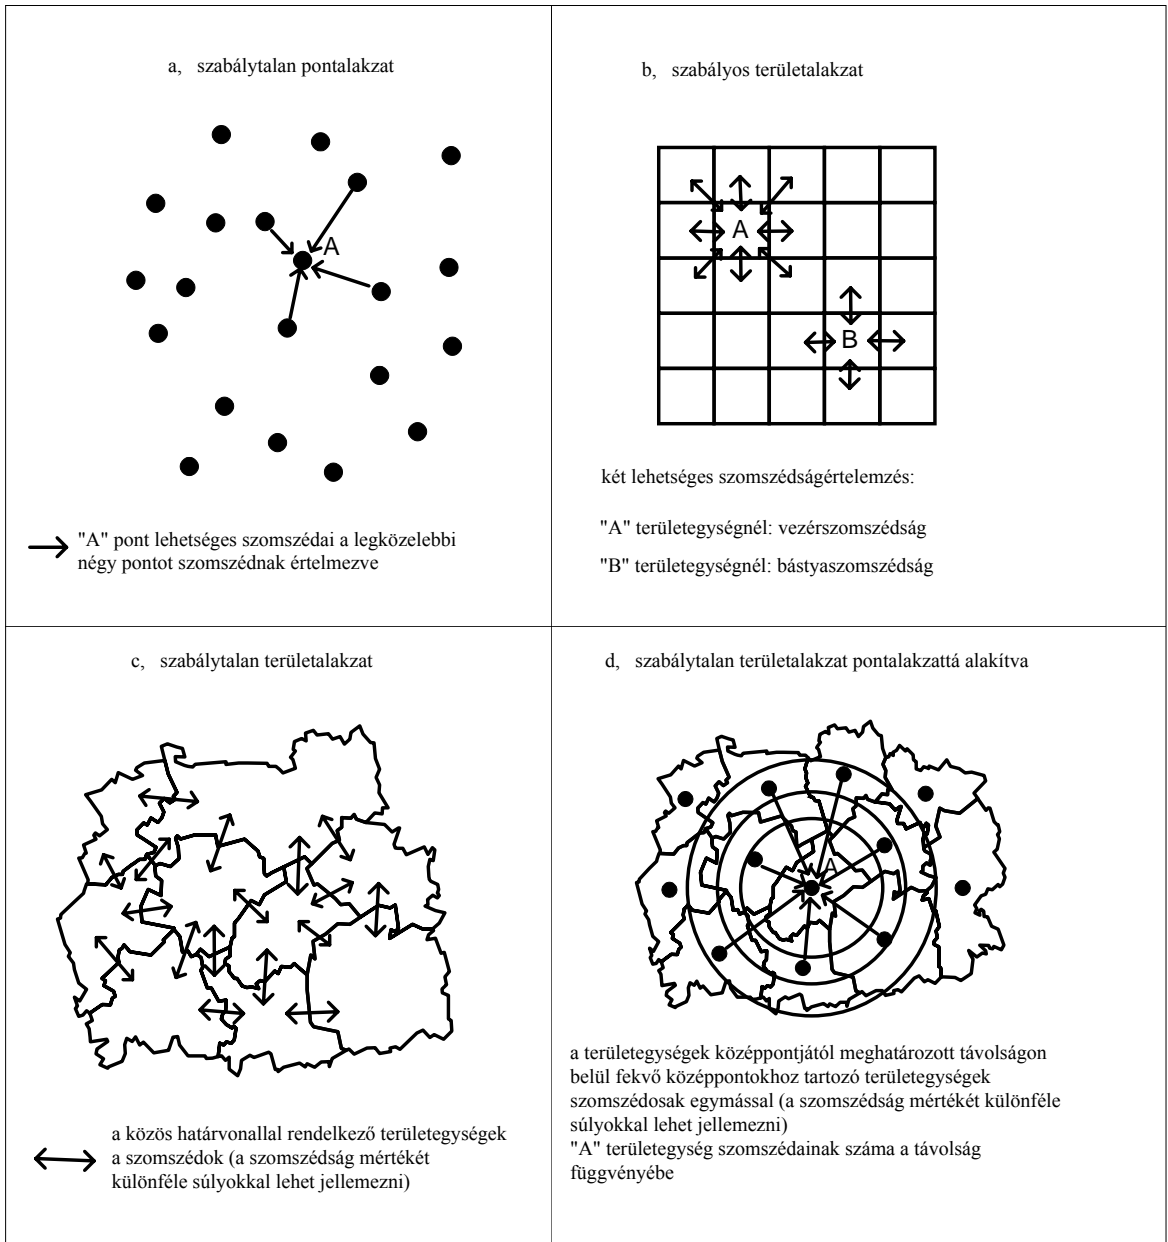 a, szabálytalan pontalakzat
A
"A" pont lehetséges szomszédai a legközelebbi
négy pontot szomszédnak értelmezve
b, szabályos területalakzat
A
B
két lehetséges szomszédságértelemzés:
"A" területegységnél: vezérszomszédság
"B" területegységnél: bástyaszomszédság
c, szabálytalan területalakzat
a közös határvonallal rendelkező területegységek
a szomszédok (a szomszédság mértékét
különféle súlyokkal lehet jellemezni)
d, szabálytalan területalakzat pontalakzattá alakítva
A
a területegységek középpontjától meghatározott távolságon
belül fekvő középpontokhoz tartozó területegységek
szomszédosak egymással (a szomszédság mértékét különféle
súlyokkal lehet jellemezni)
"A" területegység szomszédainak száma a távolság
függvényébe